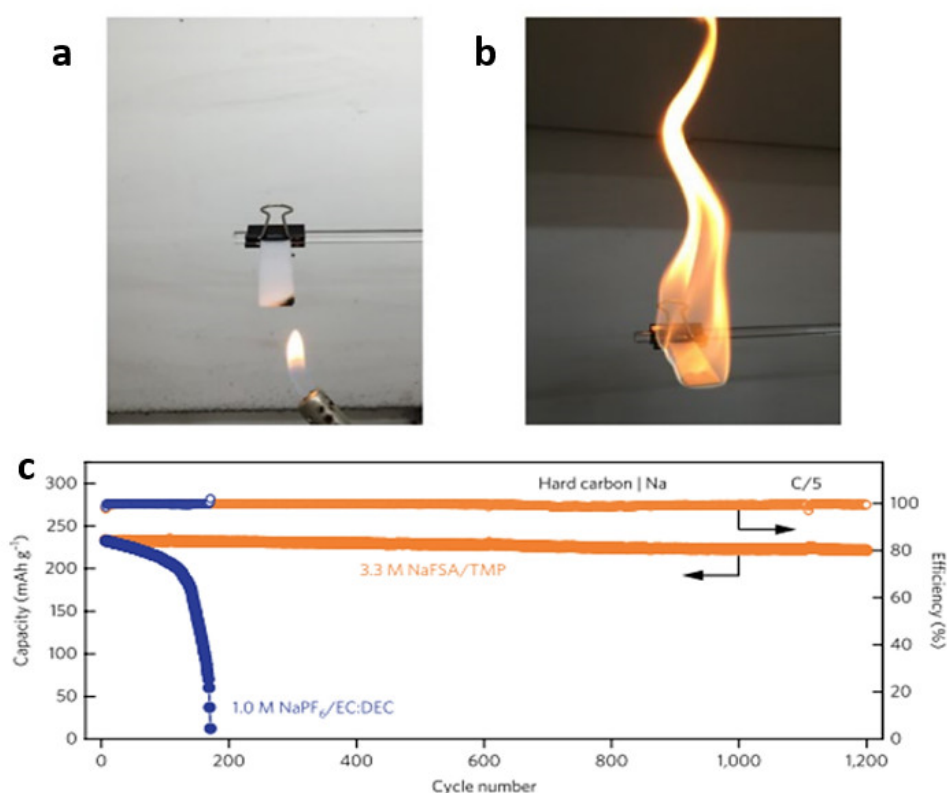 a
b
c
300
250
200
150
100
50
0
Capacity (mAh g⁻¹)
Hard carbon | Na
C/5
3.3 M NaFSA/TMP
1.0 M NaPF₆/EC:DEC
100
80
60
40
20
0
Efficiency (%)
0
200
400
600
800
1,000
1,200
Cycle number